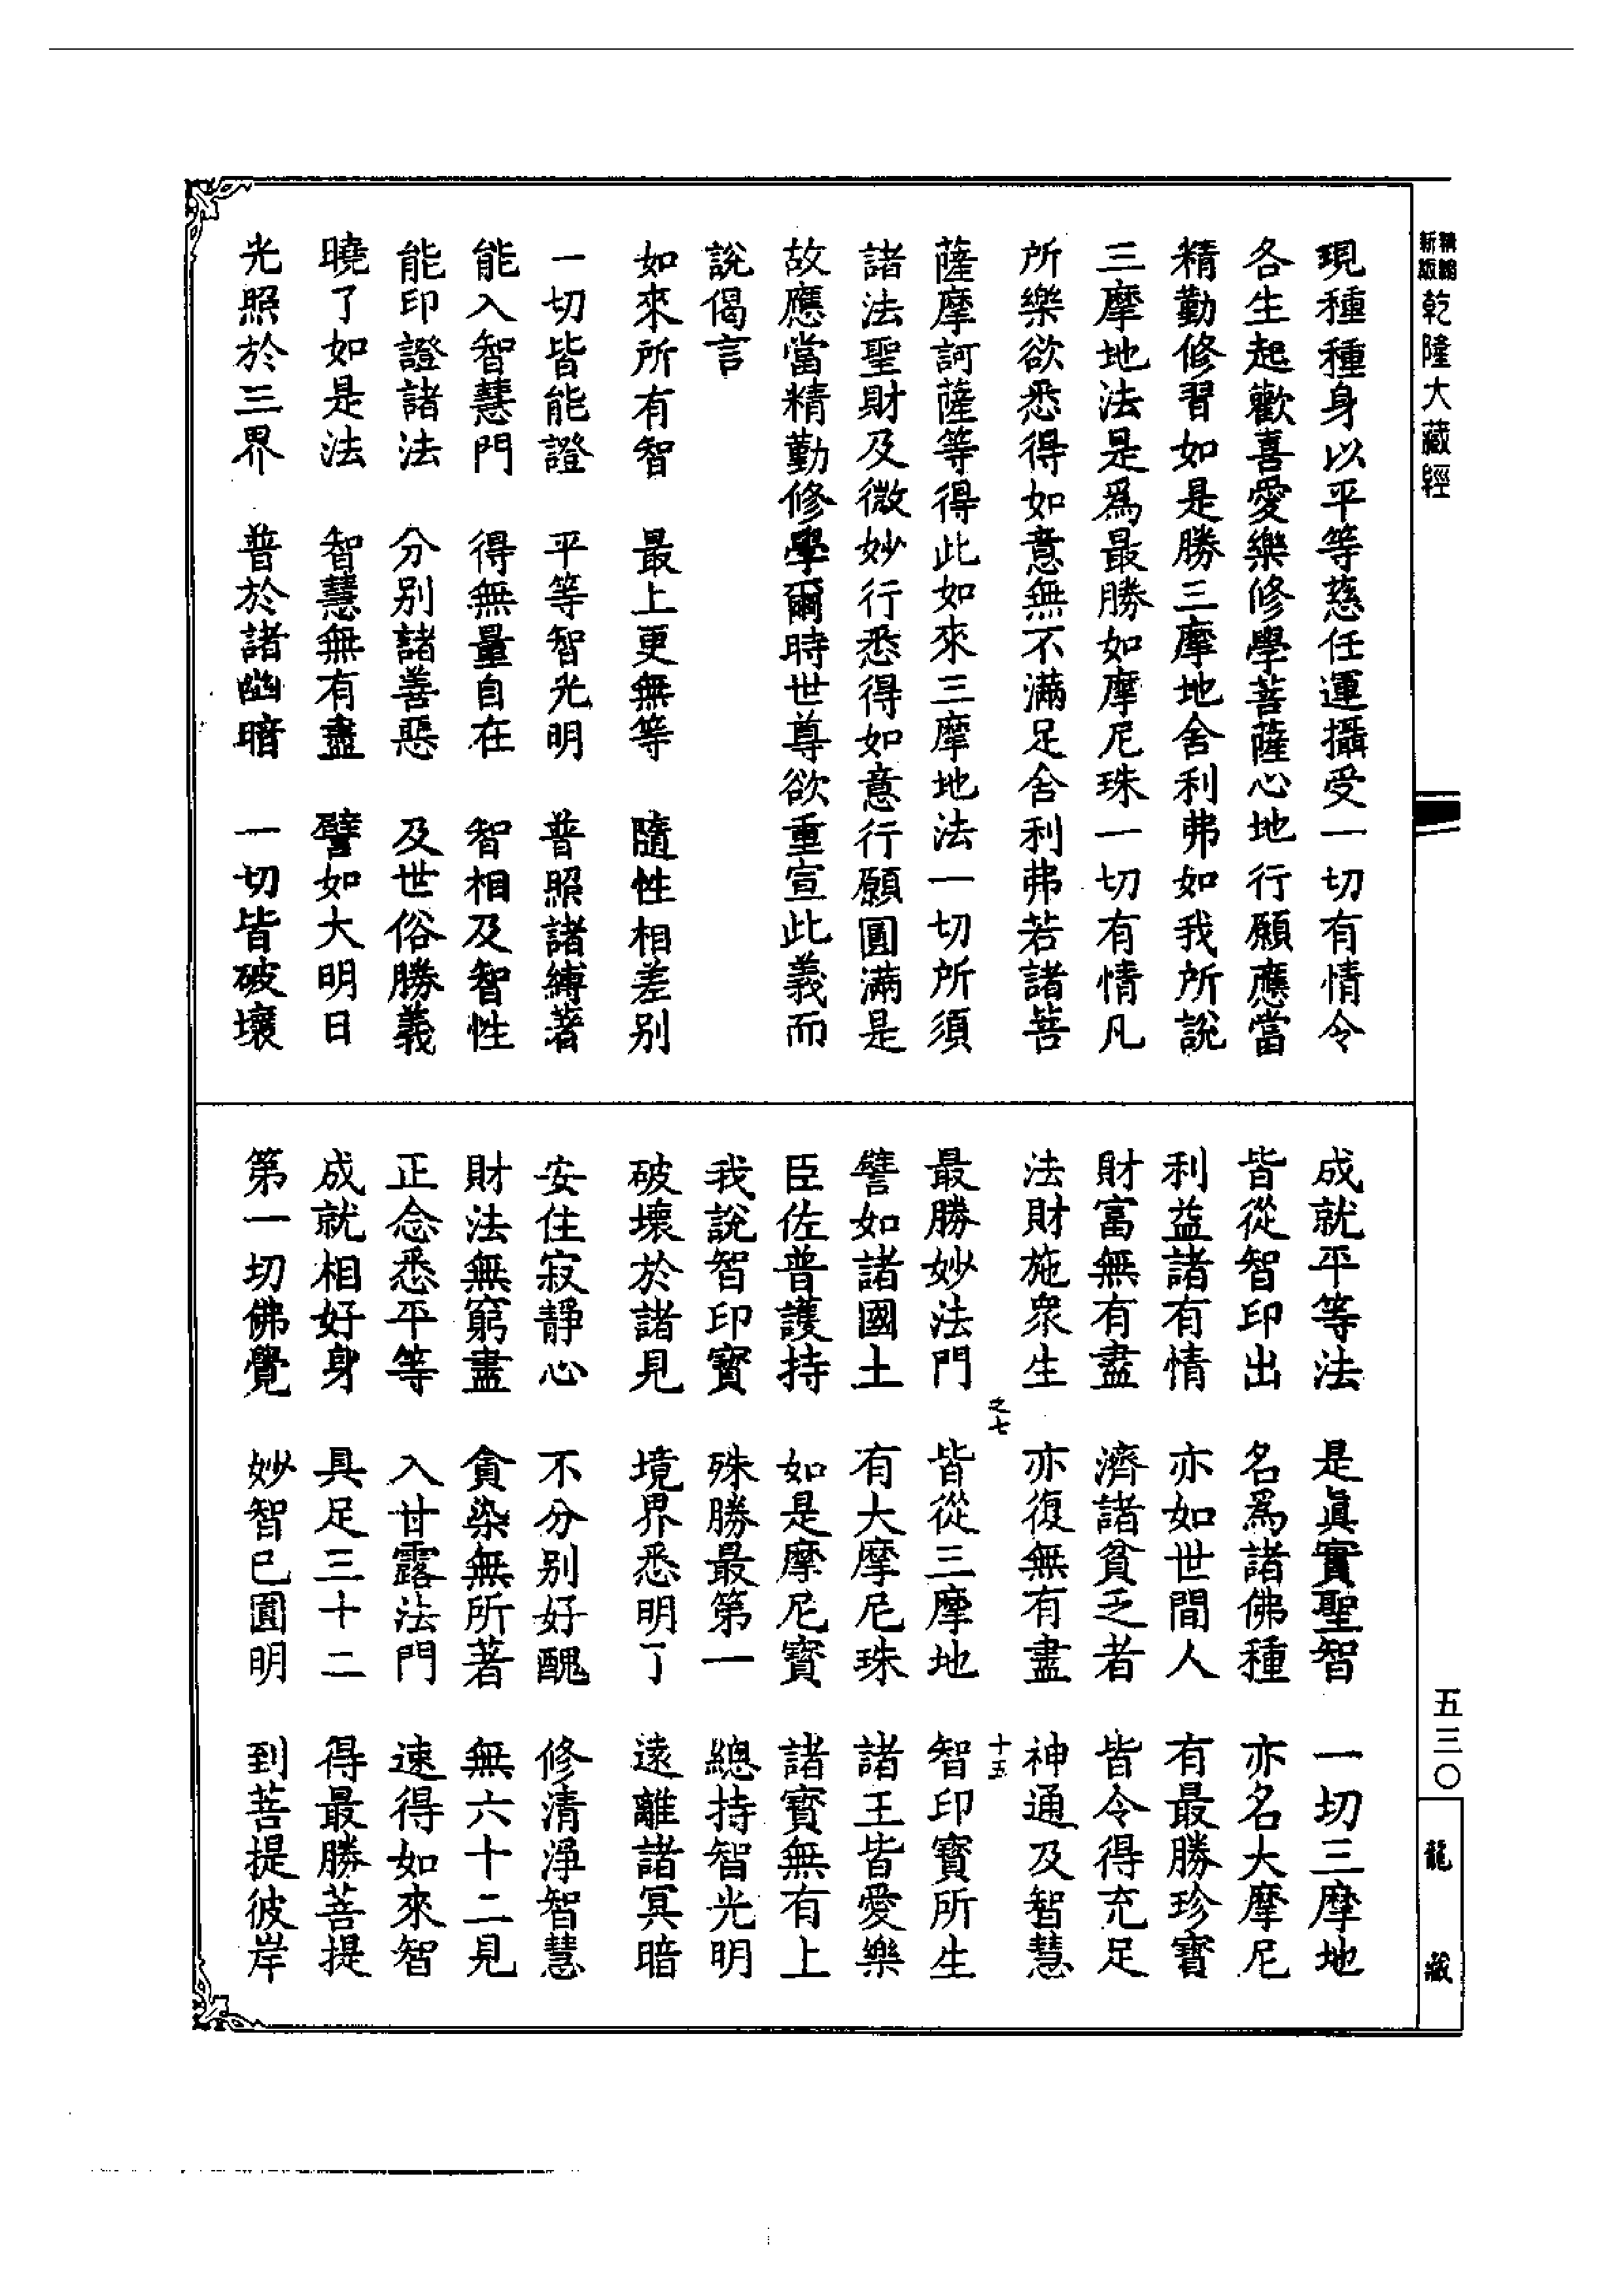 精縮新版乾隆大藏經
現種種身以平等慈任運攝受一切有情令
各生起歡喜愛樂修學菩薩心地行願應當
精勤修習如是勝三摩地舍利弗如我所說
三摩地法是為最勝如摩尼珠一切有情凡
所樂欲悉得如意無不滿足舍利弗若諸菩
薩摩訶薩等得此如來三摩地法一切所須
諸法聖財及微妙行悉得如意行願圓滿是
故應當精勤修學爾時世尊欲重宣此義而
說偈言
如來所有智 最上更無等 隨性相差別
一切皆能證 平等智光明 普照諸縛著
能入智慧門 得無量自在 智相及智性
能印證諸法 分別諸善惡 及世俗勝義
曉了如是法 智慧無有盡 譬如大明日
光照於三界 普於諸幽暗 一切皆破壞
成就平等法 是眞實聖智 一切三摩地
皆從智印出 名為諸佛種 亦名大摩尼
利益諸有情 亦如世間人 有最勝珍寶
財富無有盡 濟諸貧乏者 皆令得充足
法財施眾生 亦復無有盡 神通及智慧
之七 十五
最勝妙法門 皆從三摩地 智印寶所生
譬如諸國土 有大摩尼珠 諸王皆愛樂
臣佐普護持 如是摩尼寶 諸寶無有上
我說智印寶 殊勝最第一 總持智光明
破壞於諸見 境界悉明了 遠離諸冥暗
安住寂靜心 不分別好醜 修清淨智慧
財法無窮盡 貪染無所著 無六十二見
正念悉平等 入甘露法門 速得如來智
成就相好身 具足三十二 得最勝菩提
第一切佛覺 妙智已圓明 到菩提彼岸
五三〇
龍藏